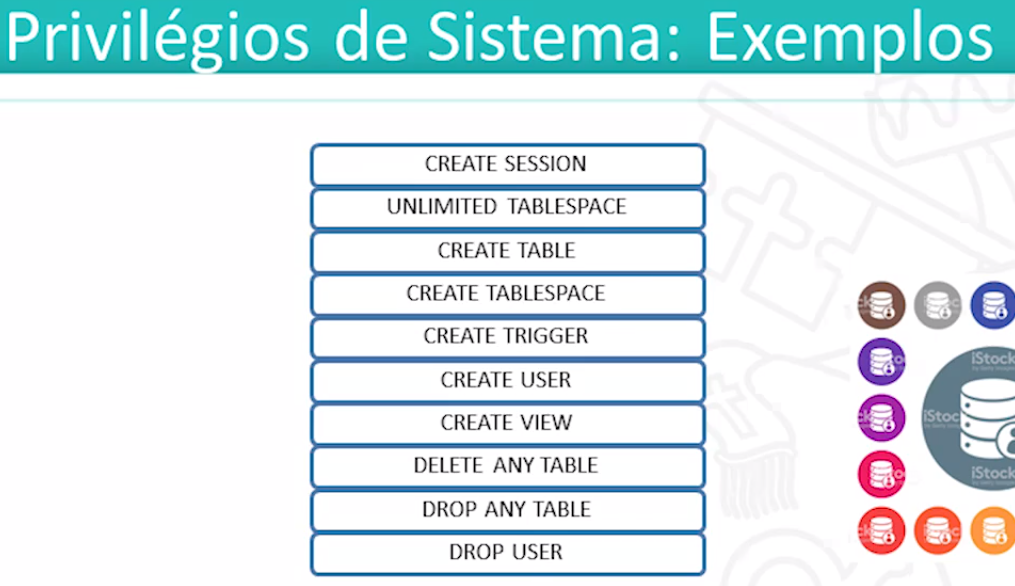 Privilégios de Sistema: Exemplos
CREATE SESSION
UNLIMITED TABLESPACE
CREATE TABLE
CREATE TABLESPACE
CREATE TRIGGER
CREATE USER
CREATE VIEW
DELETE ANY TABLE
DROP ANY TABLE
DROP USER
iStock
iStock